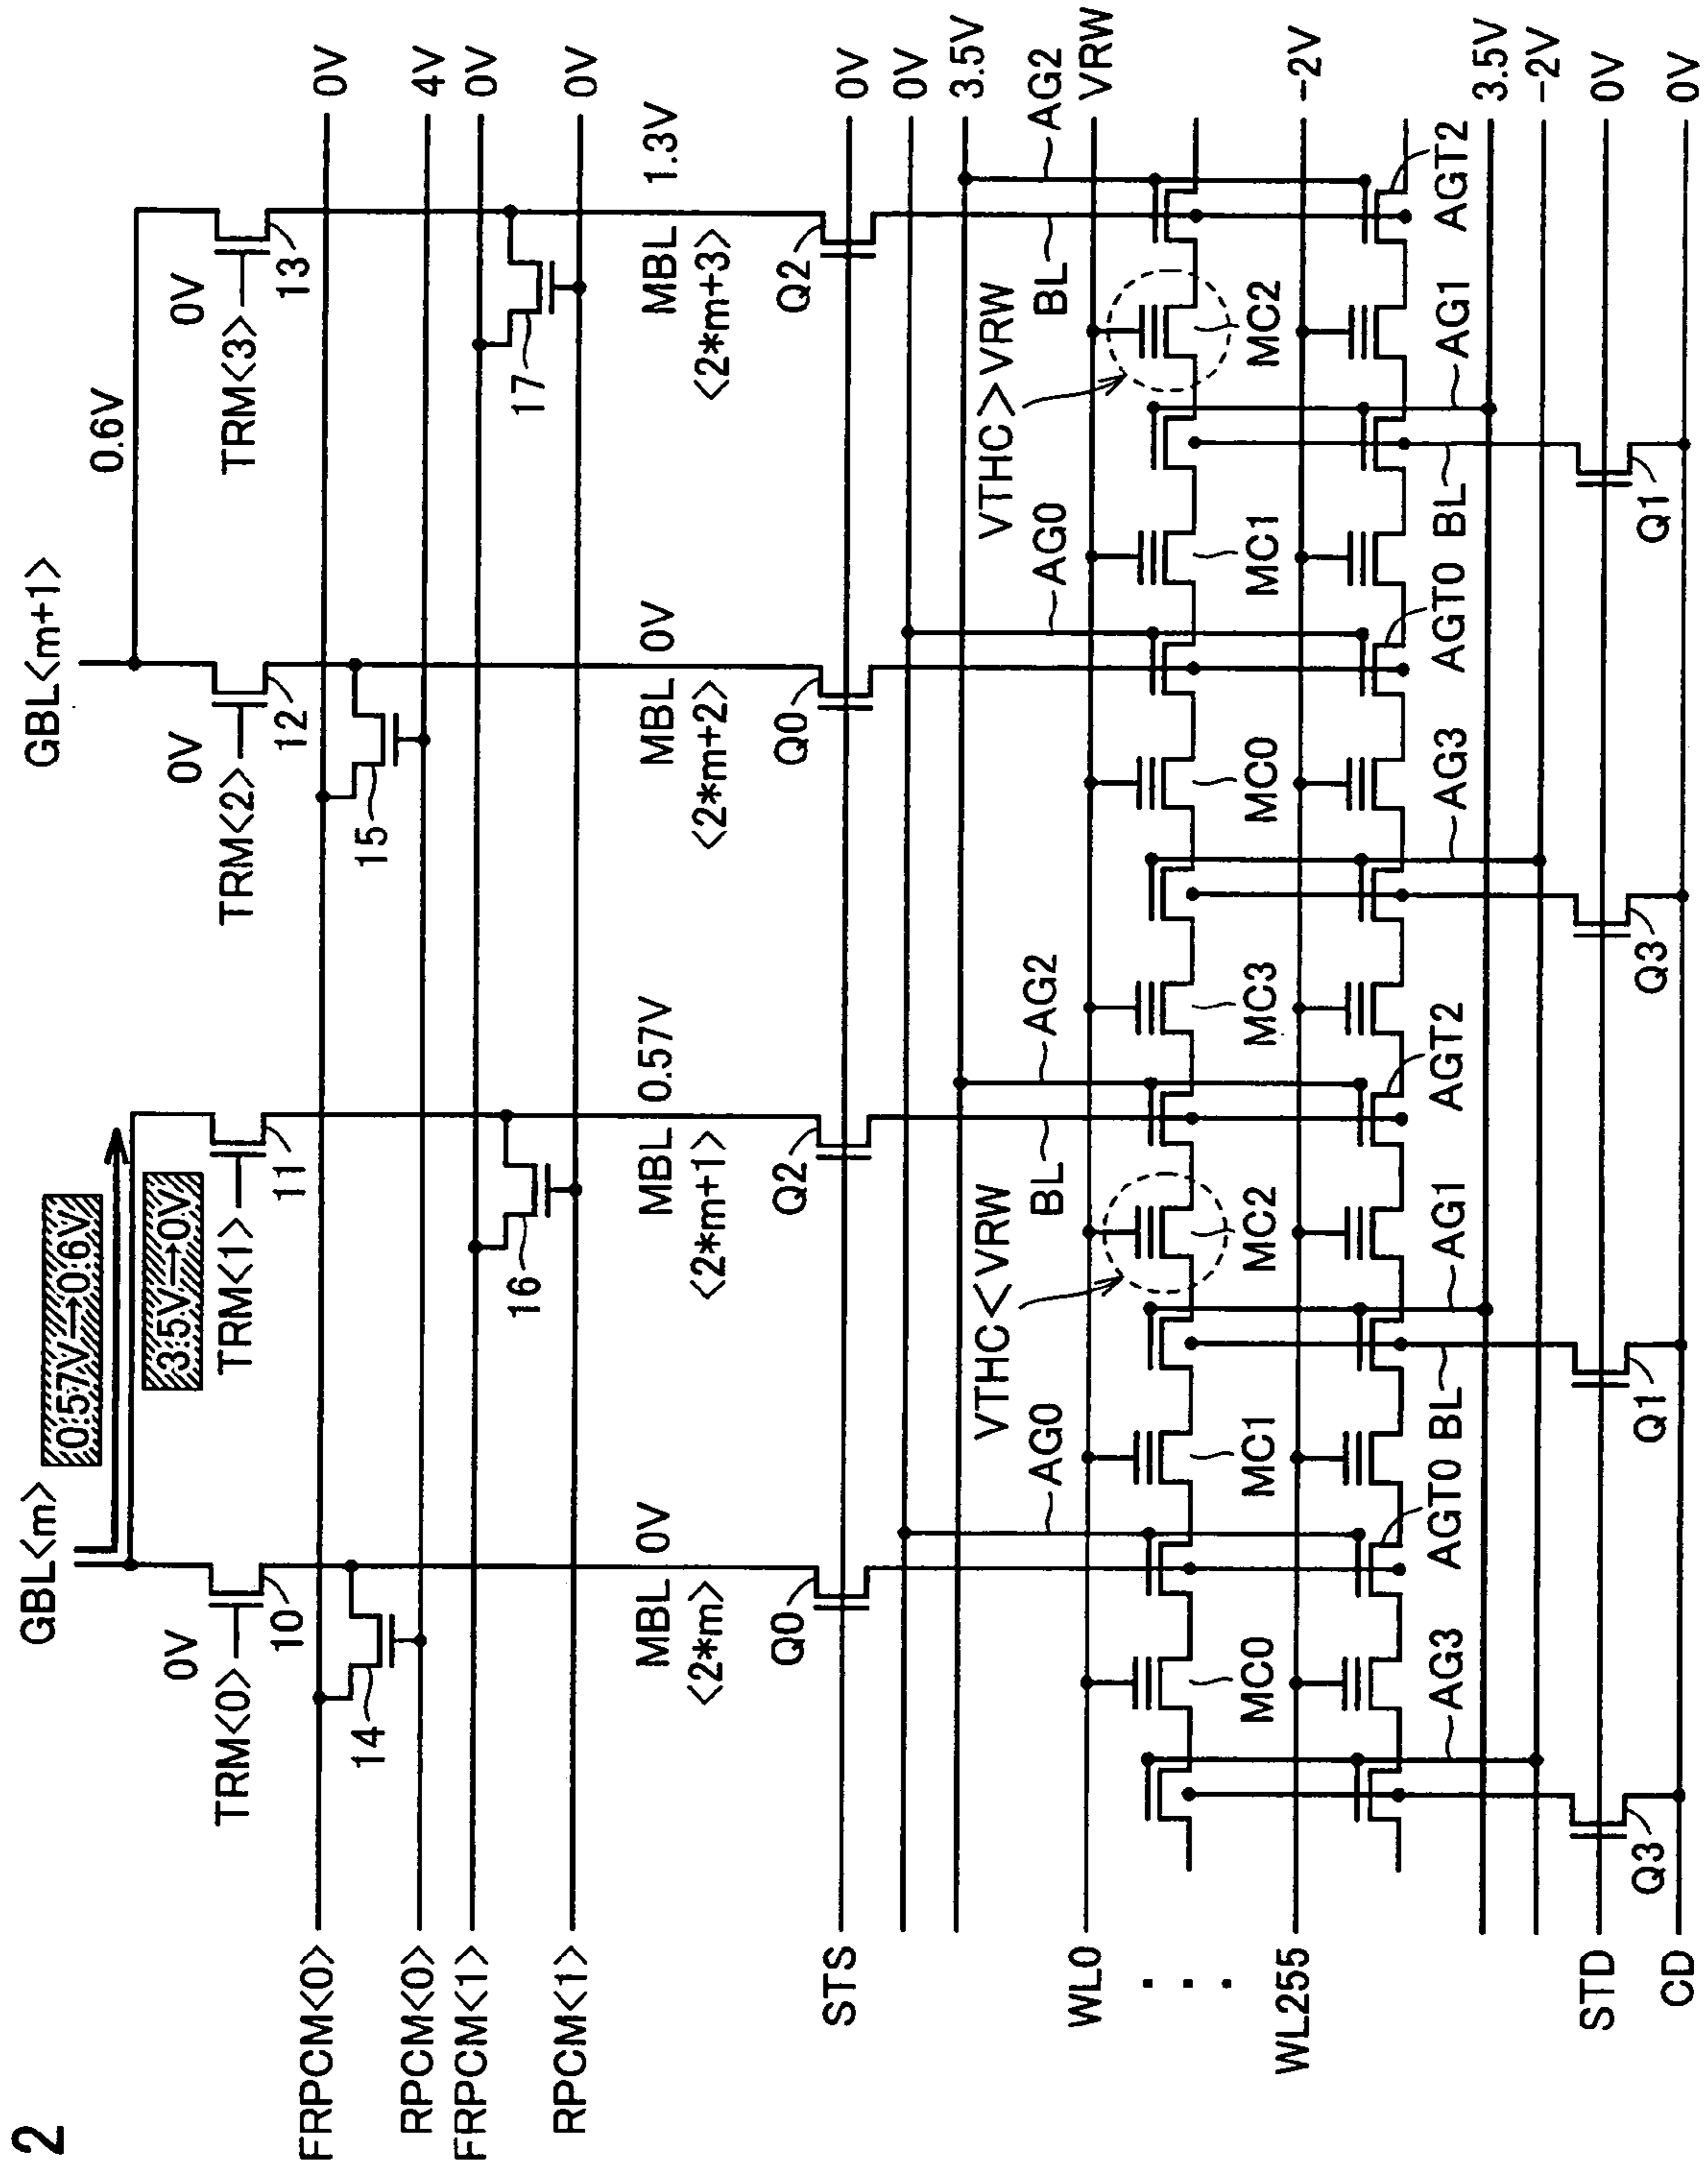 2
GBL<m>
GBL<m+1>
0.57V→0.6V
0.6V
3.5V→0V
0V
0V
0V
TRM<0>
TRM<1>
TRM<2>
TRM<3>
10
11
12
13
FRPCM<0>
0V
14
15
RPCM<0>
4V
FRPCM<1>
0V
16
17
RPCM<1>
0V
MBL 0V
<2*m>
MBL 0.57V
<2*m+1>
MBL 0V
<2*m+2>
MBL 1.3V
<2*m+3>
Q0
Q2
Q0
Q2
STS
0V
0V
3.5V
AG0
AG2
AG0
AG2
VTHC<VRW
BL
VTHC>VRW
BL
WL0
VRW
MC0
MC1
MC2
MC3
MC0
MC1
MC2
WL255
-2V
AG3
AGT0
BL
AG1
AGT2
AG3
AGT0
BL
AG1
AGT2
3.5V
-2V
STD
0V
Q3
Q1
Q3
Q1
CD
0V